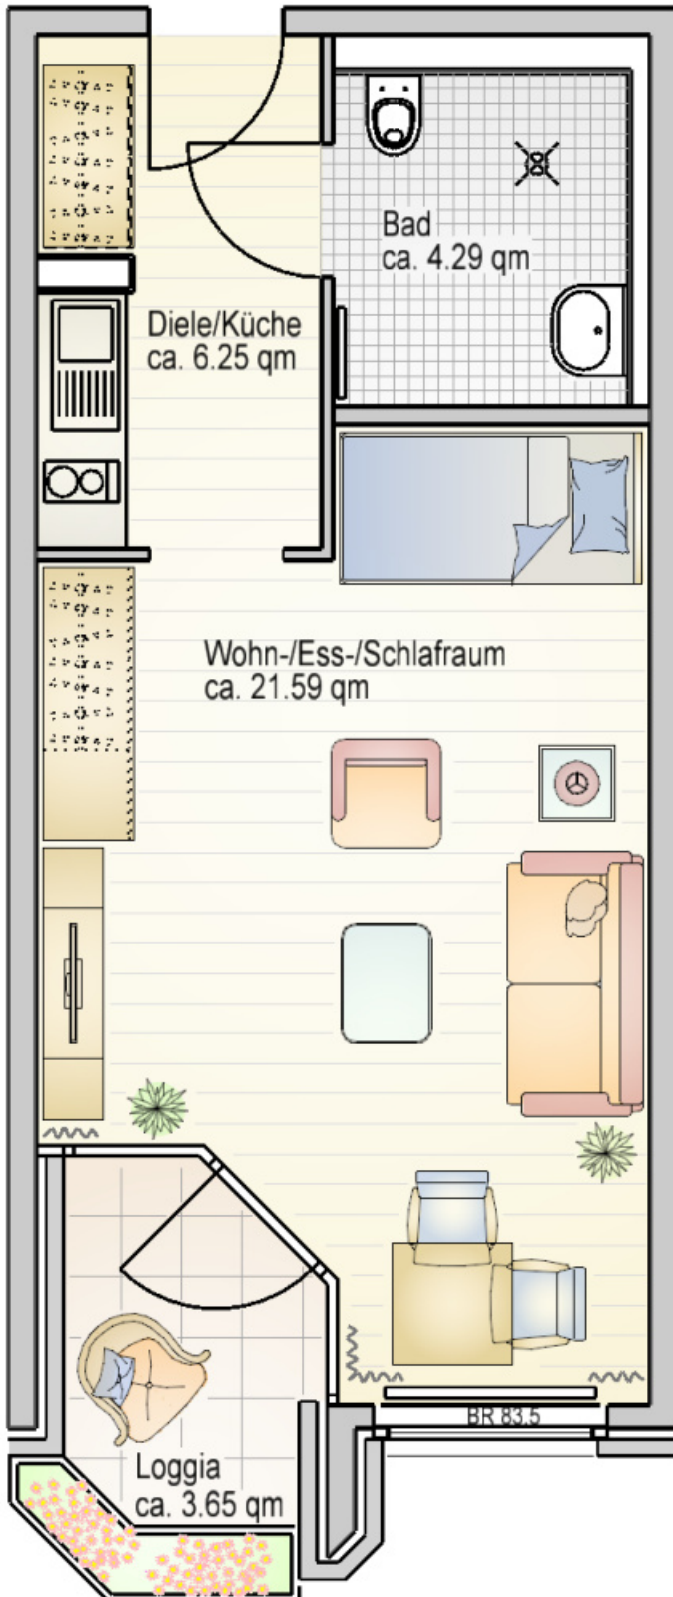 Bad
ca. 4.29 qm
Diele/Küche
ca. 6.25 qm
Wohn-/Ess-/Schlafraum
ca. 21.59 qm
BR 83.5
Loggia
ca. 3.65 qm